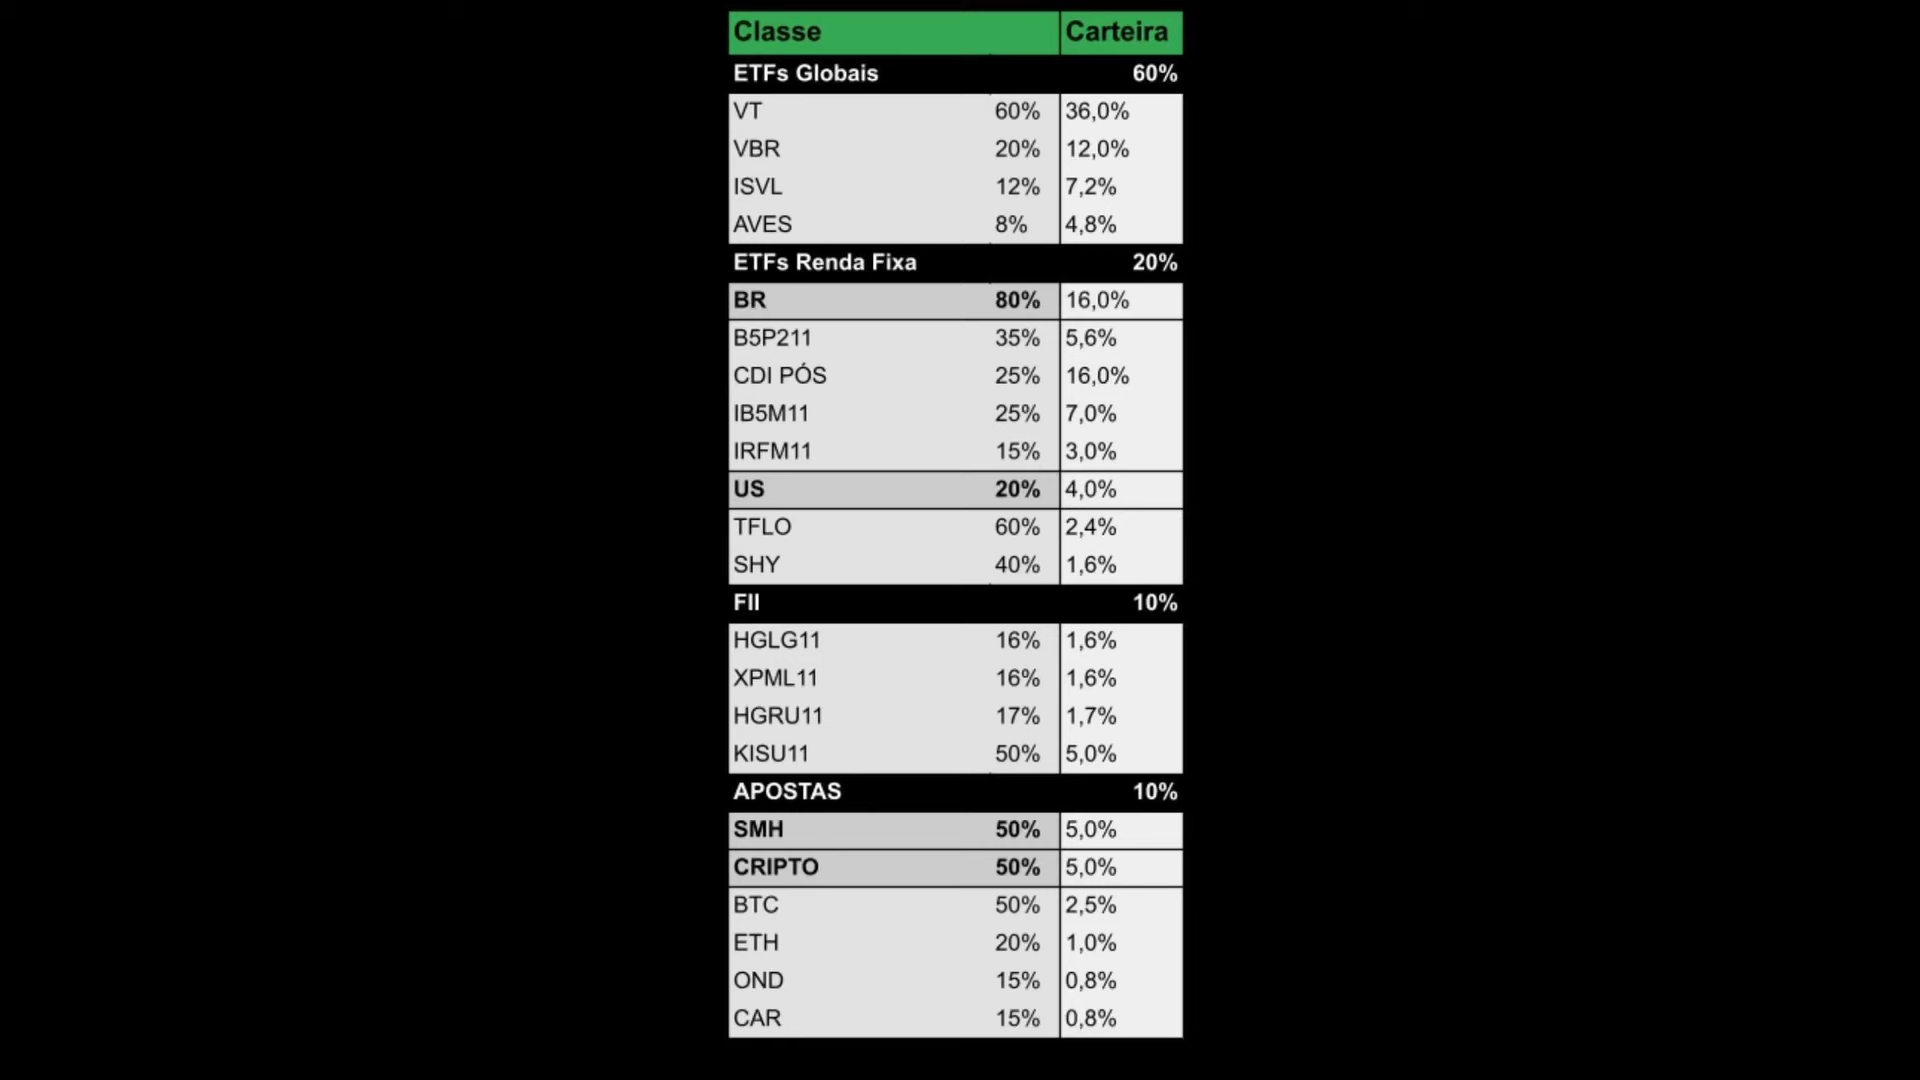 Classe Carteira
ETFs Globais 60%
VT 60% 36,0%
VBR 20% 12,0%
ISVL 12% 7,2%
AVES 8% 4,8%
ETFs Renda Fixa 20%
BR 80% 16,0%
B5P211 35% 5,6%
CDI PÓS 25% 16,0%
IB5M11 25% 7,0%
IRFM11 15% 3,0%
US 20% 4,0%
TFLO 60% 2,4%
SHY 40% 1,6%
FII 10%
HGLG11 16% 1,6%
XPML11 16% 1,6%
HGRU11 17% 1,7%
KISU11 50% 5,0%
APOSTAS 10%
SMH 50% 5,0%
CRIPTO 50% 5,0%
BTC 50% 2,5%
ETH 20% 1,0%
OND 15% 0,8%
CAR 15% 0,8%